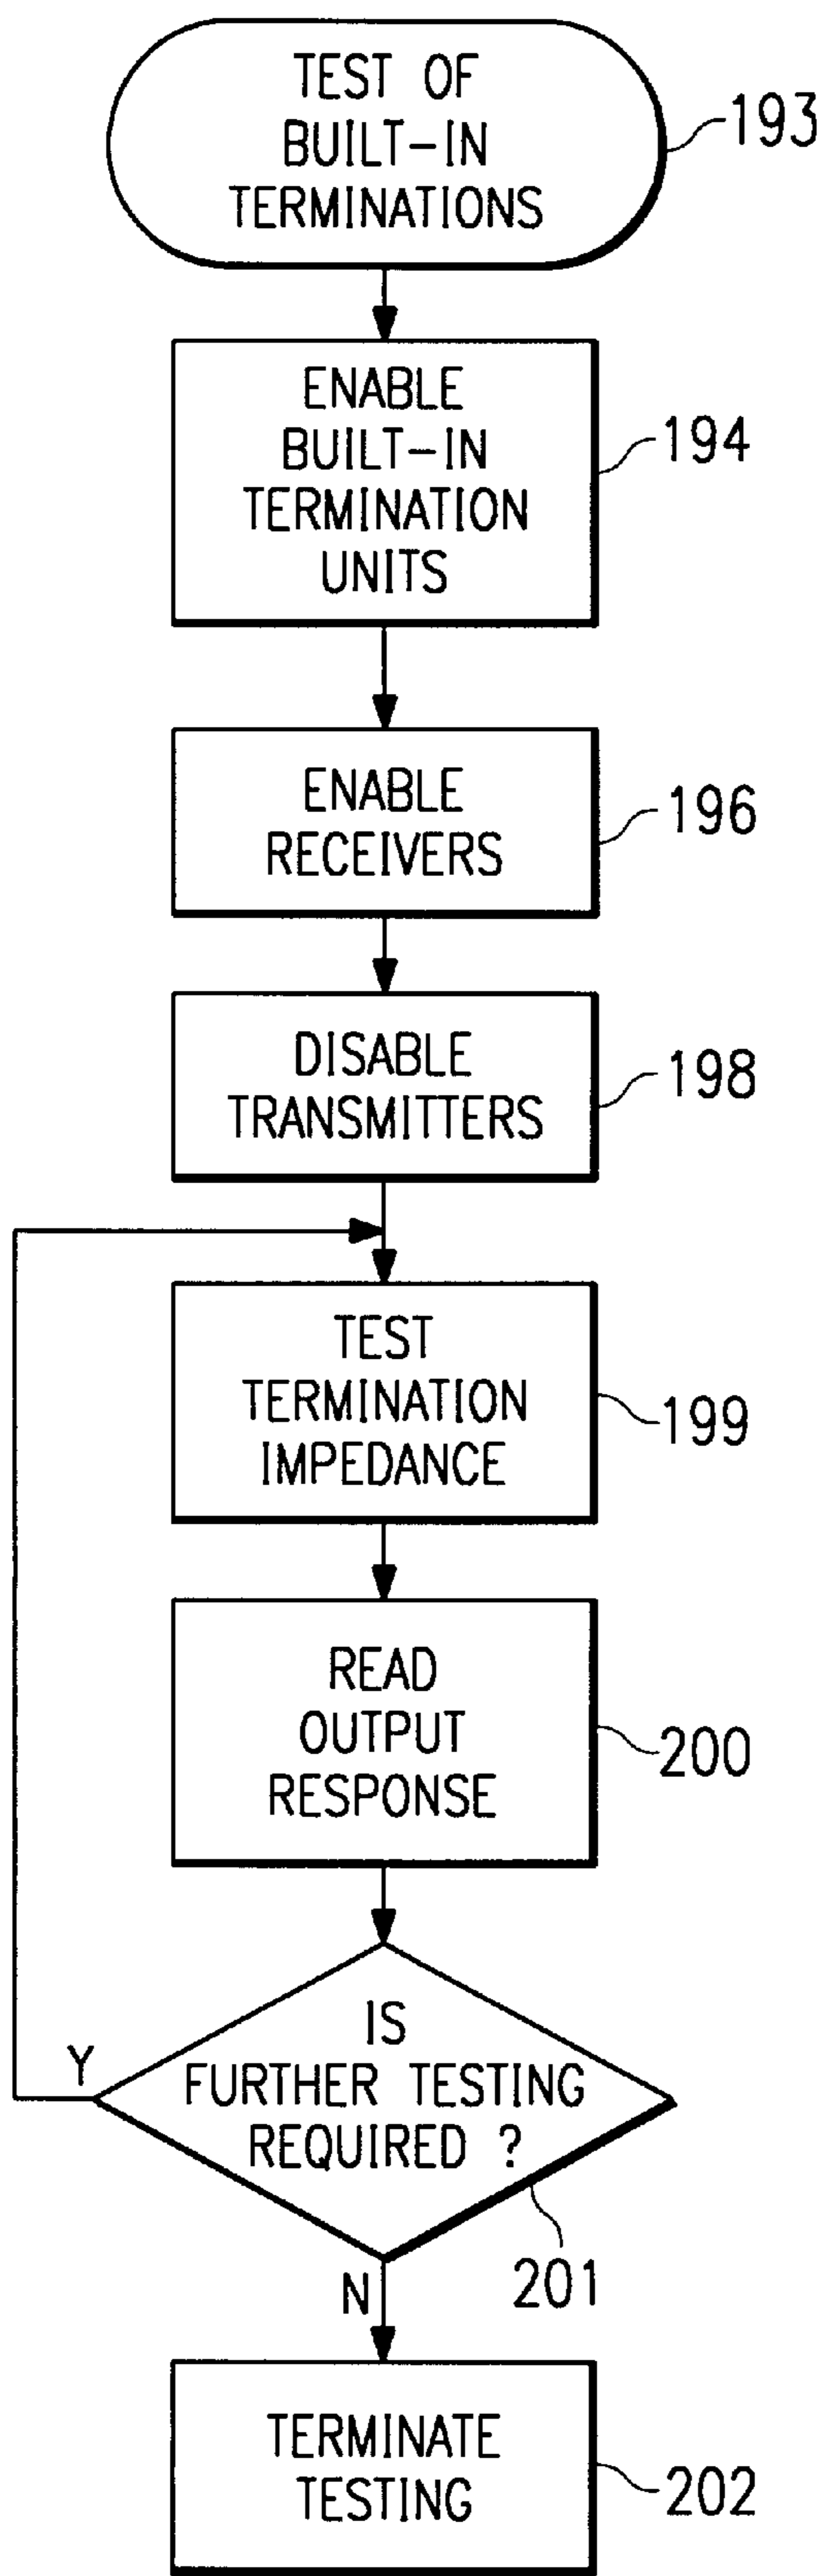 TEST OF
BUILT-IN
TERMINATIONS
193
ENABLE
BUILT-IN
TERMINATION
UNITS
194
ENABLE
RECEIVERS
196
DISABLE
TRANSMITTERS
198
TEST
TERMINATION
IMPEDANCE
199
READ
OUTPUT
RESPONSE
200
IS
FURTHER TESTING
REQUIRED ?
Y
201
N
TERMINATE
TESTING
202